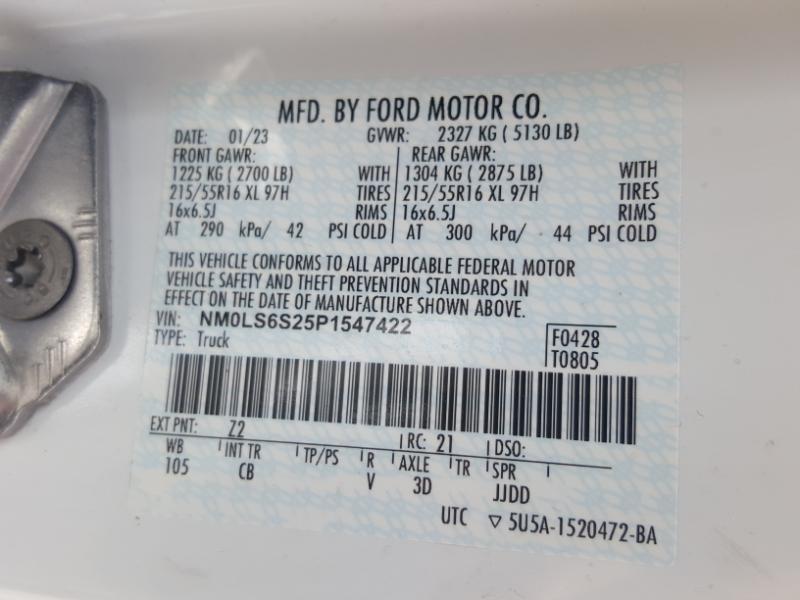 MFD. BY FORD MOTOR CO.
DATE: 01/23 GVWR: 2327 KG ( 5130 LB)
FRONT GAWR: REAR GAWR:
1225 KG ( 2700 LB) WITH 1304 KG ( 2875 LB) WITH
215/55R16 XL 97H TIRES 215/55R16 XL 97H TIRES
16x6.5J RIMS 16x6.5J RIMS
AT 290 kPa/ 42 PSI COLD AT 300 kPa/ 44 PSI COLD
THIS VEHICLE CONFORMS TO ALL APPLICABLE FEDERAL MOTOR
VEHICLE SAFETY AND THEFT PREVENTION STANDARDS IN
EFFECT ON THE DATE OF MANUFACTURE SHOWN ABOVE.
VIN: NM0LS6S25P1547422 F0428
TYPE: Truck T0805
EXT PNT: Z2 RC: 21 DSO:
WB INT TR TP/PS R AXLE TR SPR
105 CB V 3D JJDD
UTC ▽ 5U5A-1520472-BA